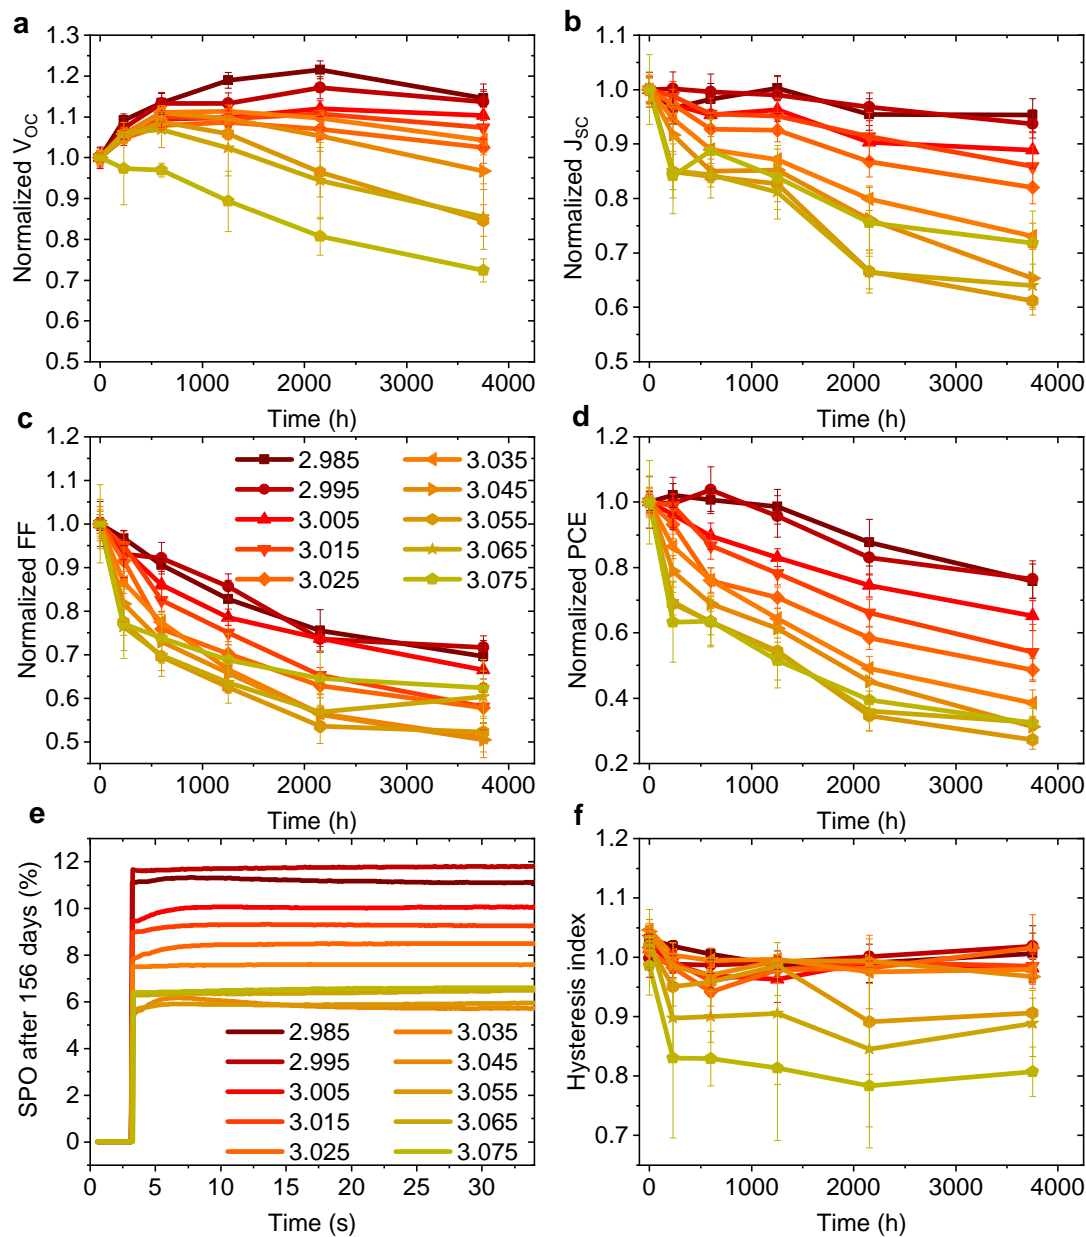 a
1.3
1.2
1.1
1.0
0.9
0.8
0.7
0.6
0.5
Normalized VOC
0 1000 2000 3000 4000
Time (h)
b
1.1
1.0
0.9
0.8
0.7
0.6
0.5
Normalized JSC
0 1000 2000 3000 4000
Time (h)
c
1.2
1.1
1.0
0.9
0.8
0.7
0.6
0.5
Normalized FF
2.985 3.035
2.995 3.045
3.005 3.055
3.015 3.065
3.025 3.075
0 1000 2000 3000 4000
Time (h)
d
1.2
1.0
0.8
0.6
0.4
0.2
Normalized PCE
0 1000 2000 3000 4000
Time (h)
e
12
10
8
6
4
2
0
SPO after 156 days (%)
2.985 3.035
2.995 3.045
3.005 3.055
3.015 3.065
3.025 3.075
0 5 10 15 20 25 30
Time (s)
f
1.2
1.1
1.0
0.9
0.8
0.7
Hysteresis index
0 1000 2000 3000 4000
Time (h)